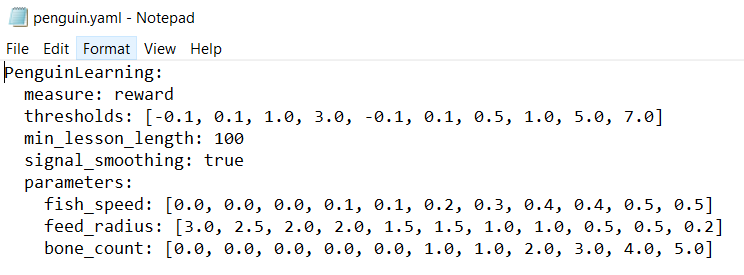 penguin.yaml - Notepad
File Edit Format View Help
PenguinLearning:
  measure: reward
  thresholds: [-0.1, 0.1, 1.0, 3.0, -0.1, 0.1, 0.5, 1.0, 5.0, 7.0]
  min_lesson_length: 100
  signal_smoothing: true
  parameters:
    fish_speed: [0.0, 0.0, 0.0, 0.1, 0.1, 0.2, 0.3, 0.4, 0.4, 0.5, 0.5]
    feed_radius: [3.0, 2.5, 2.0, 2.0, 1.5, 1.5, 1.0, 1.0, 0.5, 0.5, 0.2]
    bone_count: [0.0, 0.0, 0.0, 0.0, 0.0, 1.0, 1.0, 2.0, 3.0, 4.0, 5.0]